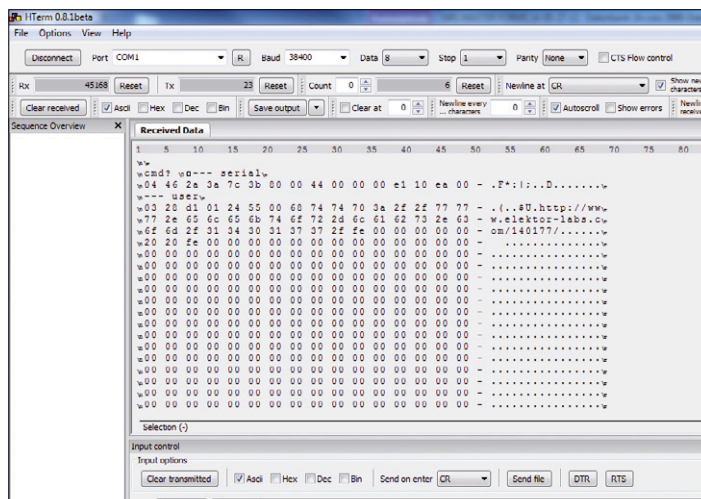 HTerm 0.8.1beta
File Options View Help
Disconnect Port COM1 R Baud 38400 Data 8 Stop 1 Parity None CTS Flow control
Rx 45168 Reset Tx 23 Reset Count 0 6 Reset Newline at CR Show new characters
Clear received Ascii Hex Dec Bin Save output Clear at 0 Newline every ... characters 0 Autoscroll Show errors Newline receive
Sequence Overview X Received Data
1 5 10 15 20 25 30 35 40 45 50 55 60 65 70 75 80
cmd? --- serial
04 46 2a 3a 7c 3b 80 00 44 00 00 00 e1 10 ea 00 - .F*:|;..D.......
--- user
03 28 d1 01 24 55 00 68 74 74 70 3a 2f 2f 77 77 - .(..$U.http://ww
77 2e 65 6c 65 6b 74 6f 72 2d 6c 61 62 73 2e 63 - w.elektor-labs.c
6f 6d 2f 31 34 30 31 37 37 2f fe 00 00 00 00 00 - om/140177/......
20 20 fe 00 00 00 00 00 00 00 00 00 00 00 00 00 - ..............
00 00 00 00 00 00 00 00 00 00 00 00 00 00 00 00 - ................
00 00 00 00 00 00 00 00 00 00 00 00 00 00 00 00 - ................
00 00 00 00 00 00 00 00 00 00 00 00 00 00 00 00 - ................
00 00 00 00 00 00 00 00 00 00 00 00 00 00 00 00 - ................
00 00 00 00 00 00 00 00 00 00 00 00 00 00 00 00 - ................
00 00 00 00 00 00 00 00 00 00 00 00 00 00 00 00 - ................
00 00 00 00 00 00 00 00 00 00 00 00 00 00 00 00 - ................
00 00 00 00 00 00 00 00 00 00 00 00 00 00 00 00 - ................
00 00 00 00 00 00 00 00 00 00 00 00 00 00 00 00 - ................
00 00 00 00 00 00 00 00 00 00 00 00 00 00 00 00 - ................
00 00 00 00 00 00 00 00 00 00 00 00 00 00 00 00 - ................
00 00 00 00 00 00 00 00 00 00 00 00 00 00 00 00 - ................
Selection (-)
Input control
Input options
Clear transmitted Ascii Hex Dec Bin Send on enter CR Send file DTR RTS